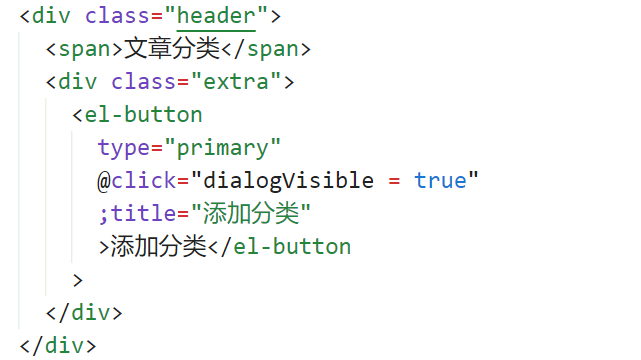 <div class="header">
<span>文章分类</span>
<div class="extra">
<el-button
type="primary"
@click="dialogVisible = true"
;title="添加分类"
>添加分类</el-button
>
</div>
</div>